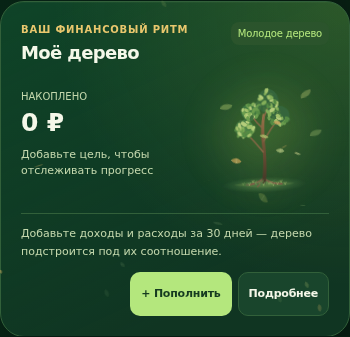 ВАШ ФИНАНСОВЫЙ РИТМ
Моё дерево
Молодое дерево
НАКОПЛЕНО
0 ₽
Добавьте цель, чтобы
отслеживать прогресс
Добавьте доходы и расходы за 30 дней — дерево
подстроится под их соотношение.
+ Пополнить
Подробнее